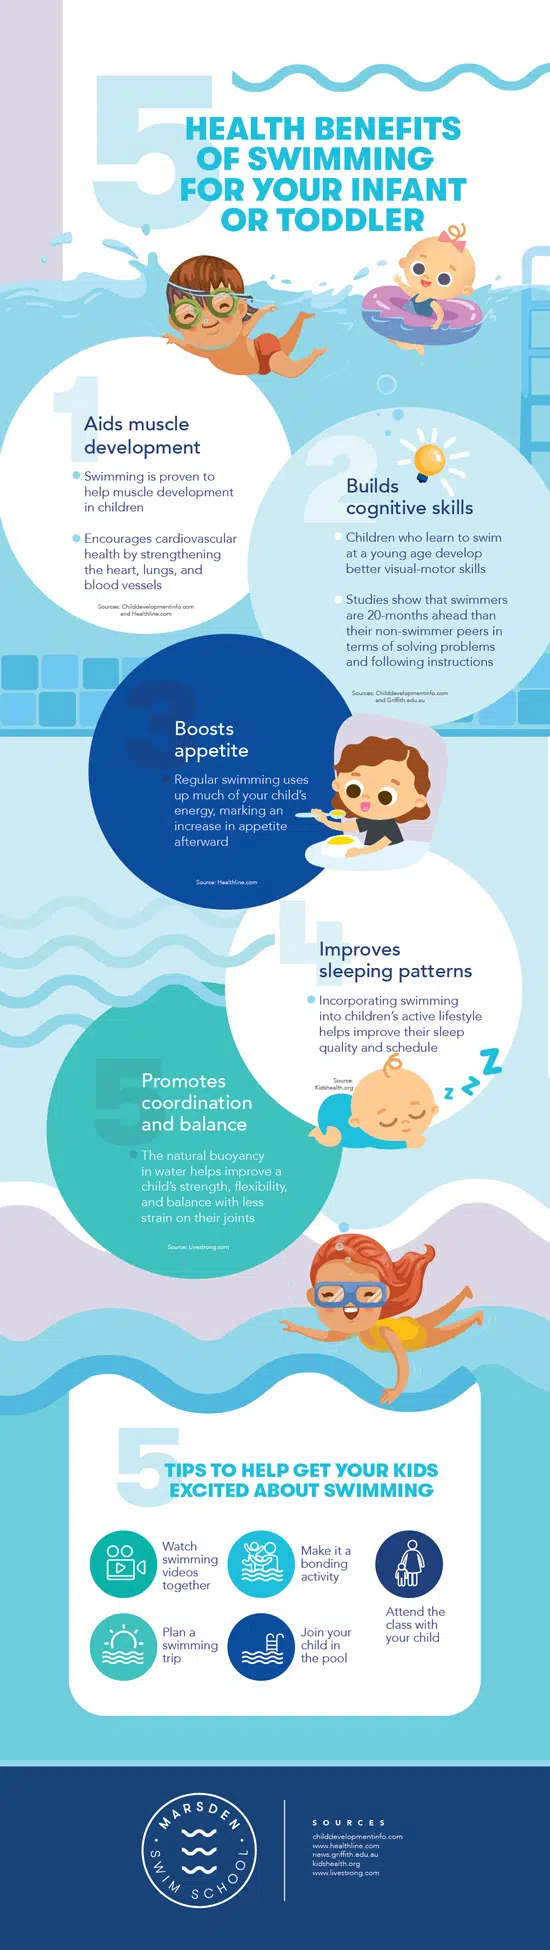 5
HEALTH BENEFITS
OF SWIMMING
FOR YOUR INFANT
OR TODDLER
1
Aids muscle
development
Swimming is proven to
help muscle development
in children
Encourages cardiovascular
health by strengthening
the heart, lungs, and
blood vessels
Sources: Childdevelopmentinfo.com
and Healthline.com
2
Builds
cognitive skills
Children who learn to swim
at a young age develop
better visual-motor skills
Studies show that swimmers
are 20-months ahead than
their non-swimmer peers in
terms of solving problems
and following instructions
Sources: Childdevelopmentinfo.com
and Griffith.edu.au
3
Boosts
appetite
Regular swimming uses
up much of your child's
energy, marking an
increase in appetite
afterward
Source: Healthline.com
4
Improves
sleeping patterns
Incorporating swimming
into children's active lifestyle
helps improve their sleep
quality and schedule
Source:
Kidshealth.org
z z Z
5
Promotes
coordination
and balance
The natural buoyancy
in water helps improve a
child's strength, flexibility,
and balance with less
strain on their joints
Source: Livestrong.com
5
TIPS TO HELP GET YOUR KIDS
EXCITED ABOUT SWIMMING
Watch
swimming
videos
together
Make it a
bonding
activity
Attend the
class with
your child
Plan a
swimming
trip
Join your
child in
the pool
MARSDEN
SWIM SCHOOL
SOURCES
childdevelopmentinfo.com
www.healthline.com
news.griffith.edu.au
kidshealth.org
www.livestrong.com